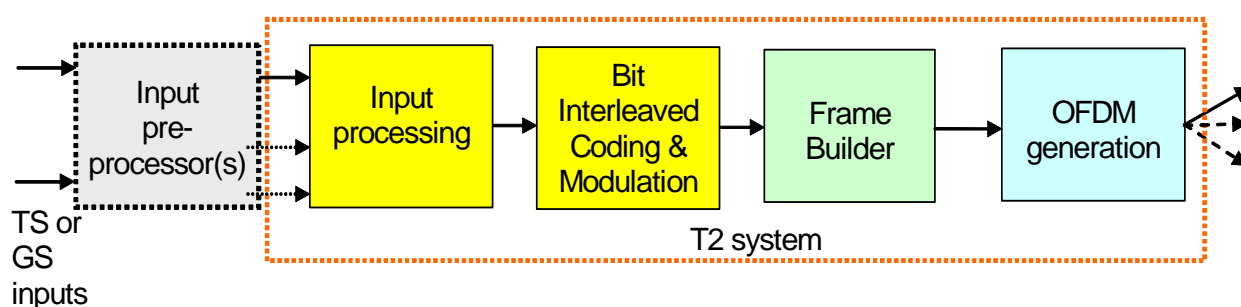 Input
pre-
processor(s)
TS or
GS
inputs
Input
processing
Bit
Interleaved
Coding &
Modulation
Frame
Builder
OFDM
generation
T2 system